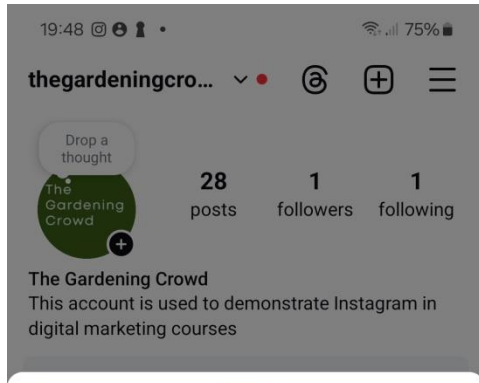 19:48
75%
thegardeningcro...
Drop a
thought
The
Gardening
Crowd
28
posts
1
followers
1
following
The Gardening Crowd
This account is used to demonstrate Instagram in
digital marketing courses